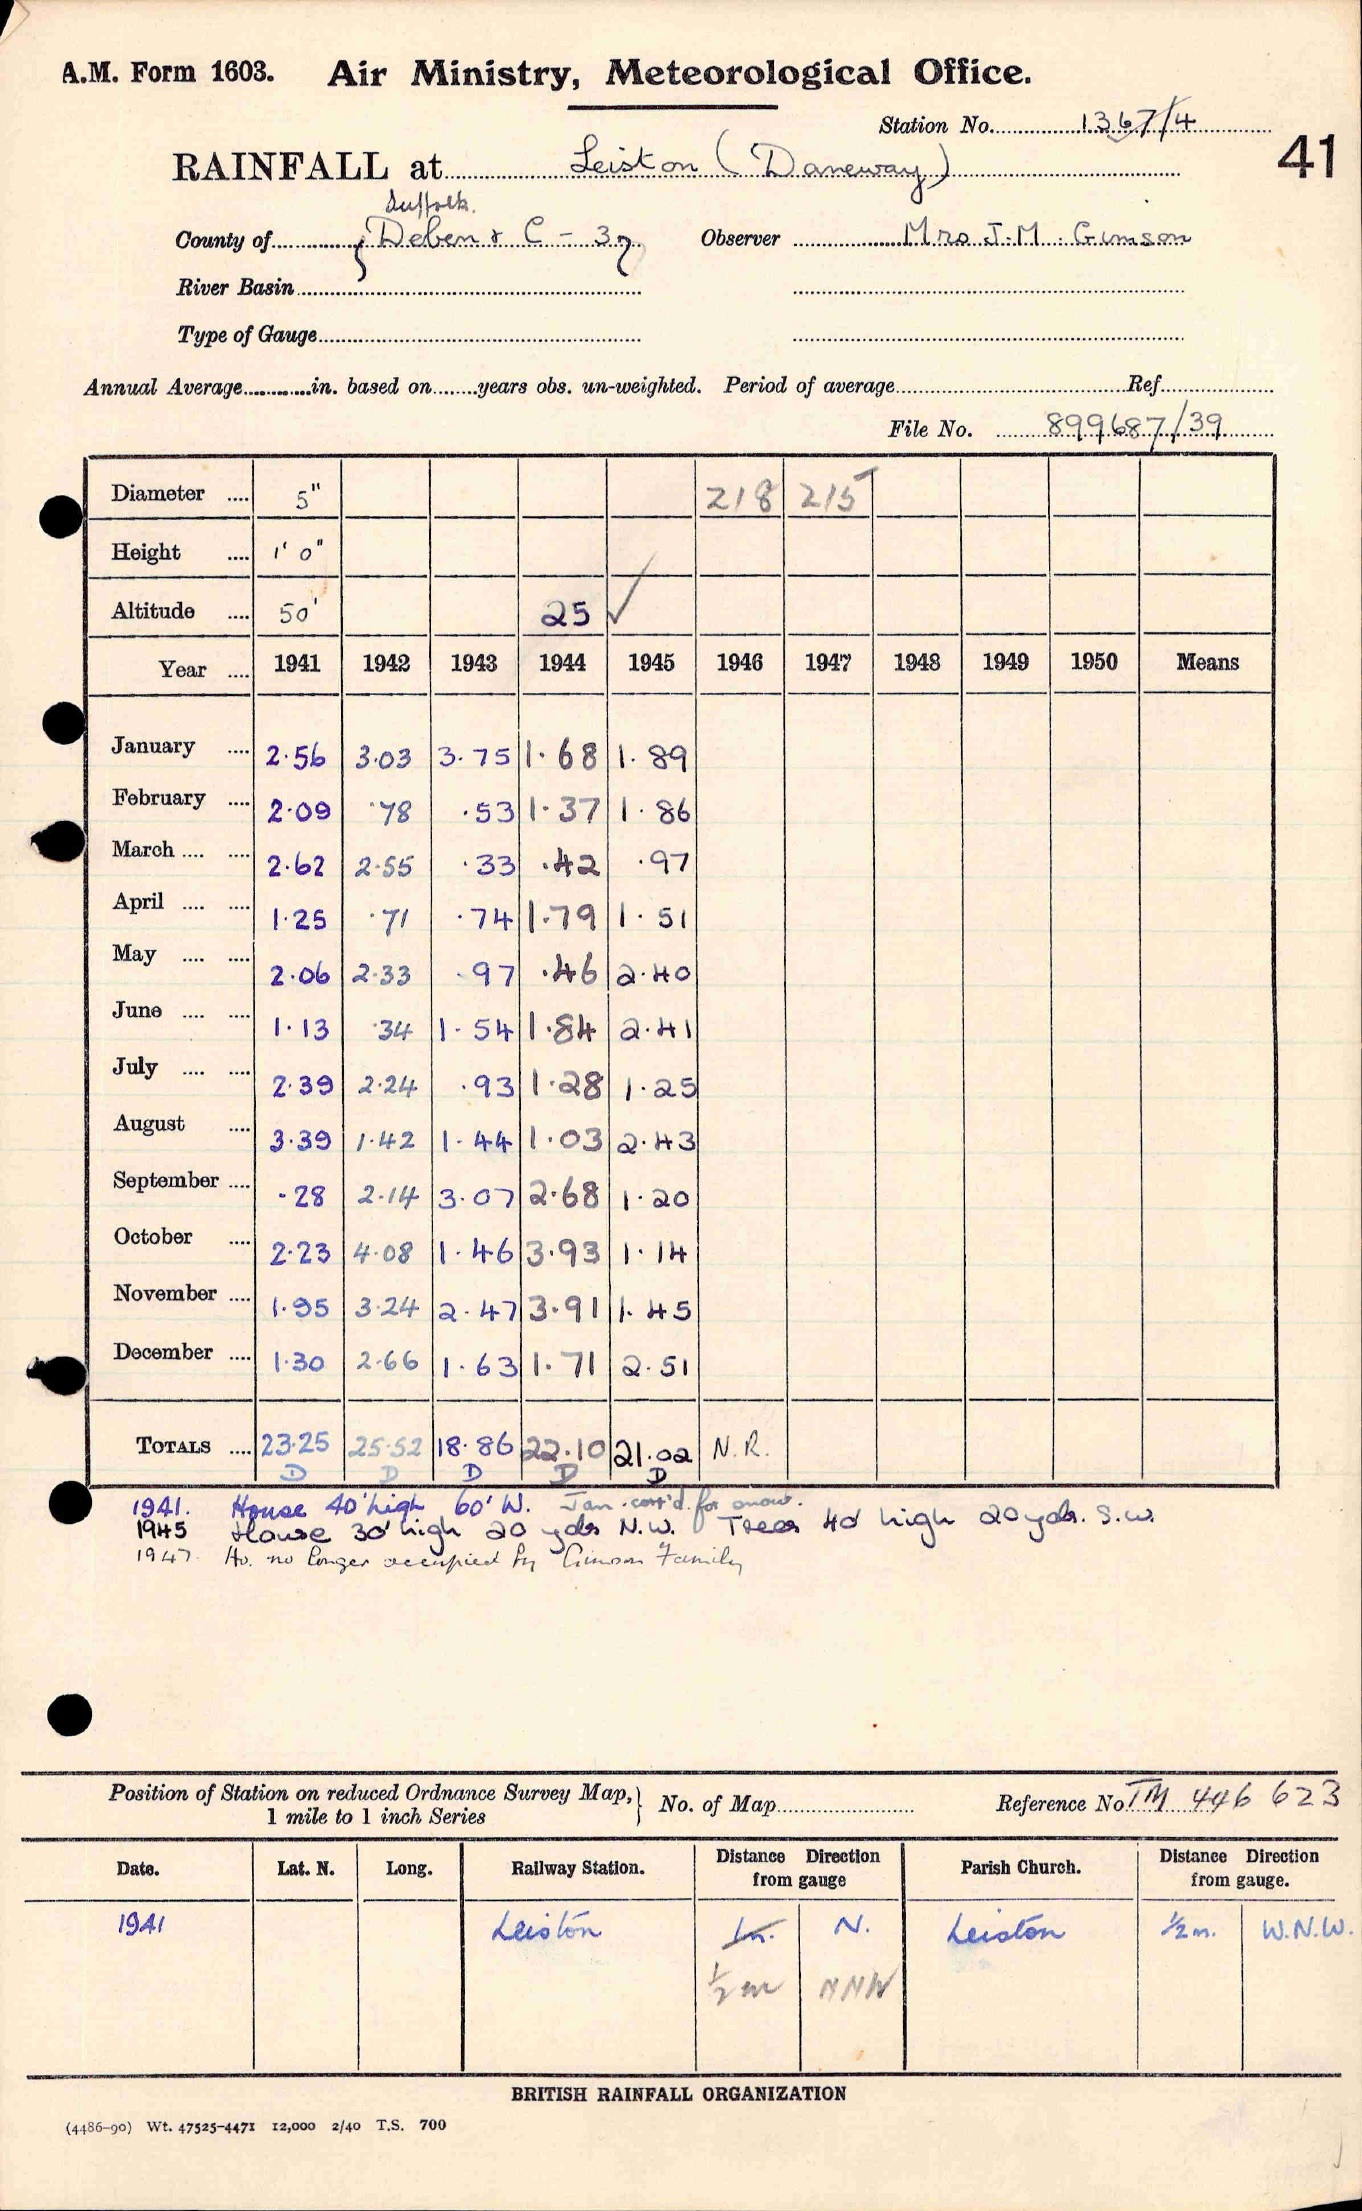 A.M. Form 1603. Air Ministry, Meteorological Office.
Station No. 1367/4
41
RAINFALL at Leiston (Daneway)
Suffolk.
County of Deben & C - 37 Observer Mrs J.M. Gimson
River Basin
Type of Gauge
Annual Average in. based on years obs. un-weighted. Period of average Ref.
File No. 899687/39
Diameter 5" 218 215
Height 1' 0"
Altitude 50' 25 ✓
Year 1941 1942 1943 1944 1945 1946 1947 1948 1949 1950 Means
January 2.56 3.03 3.75 1.68 1.89
February 2.09 .78 .53 1.37 1.86
March 2.62 2.55 .33 .42 .97
April 1.25 .71 .74 1.79 1.51
May 2.06 2.33 .97 .46 2.40
June 1.13 .34 1.54 1.84 2.41
July 2.39 2.24 .93 1.28 1.25
August 3.39 1.42 1.44 1.03 2.43
September .28 2.14 3.07 2.68 1.20
October 2.23 4.08 1.46 3.93 1.14
November 1.95 3.24 2.47 3.91 1.45
December 1.30 2.66 1.63 1.71 2.51
TOTALS 23.25 25.52 18.86 22.10 21.02 N.R.
D D D D D
1941. House 40' high 60' W. Jan. corr'd. for snow.
1945 House 30' high 20 yds N.W. Trees 40' high 20 yds. S.W.
1947. Ho. no longer occupied by Gimson Family
Position of Station on reduced Ordnance Survey Map, 1 mile to 1 inch Series } No. of Map Reference No TM 446 623
Date. Lat. N. Long. Railway Station. Distance Direction from gauge Parish Church. Distance Direction from gauge.
1941 Leiston 1m. N. Leiston ½m. W.N.W.
½ m NNW
BRITISH RAINFALL ORGANIZATION
(4486-90) Wt. 47525-4471 12,000 2/40 T.S. 700